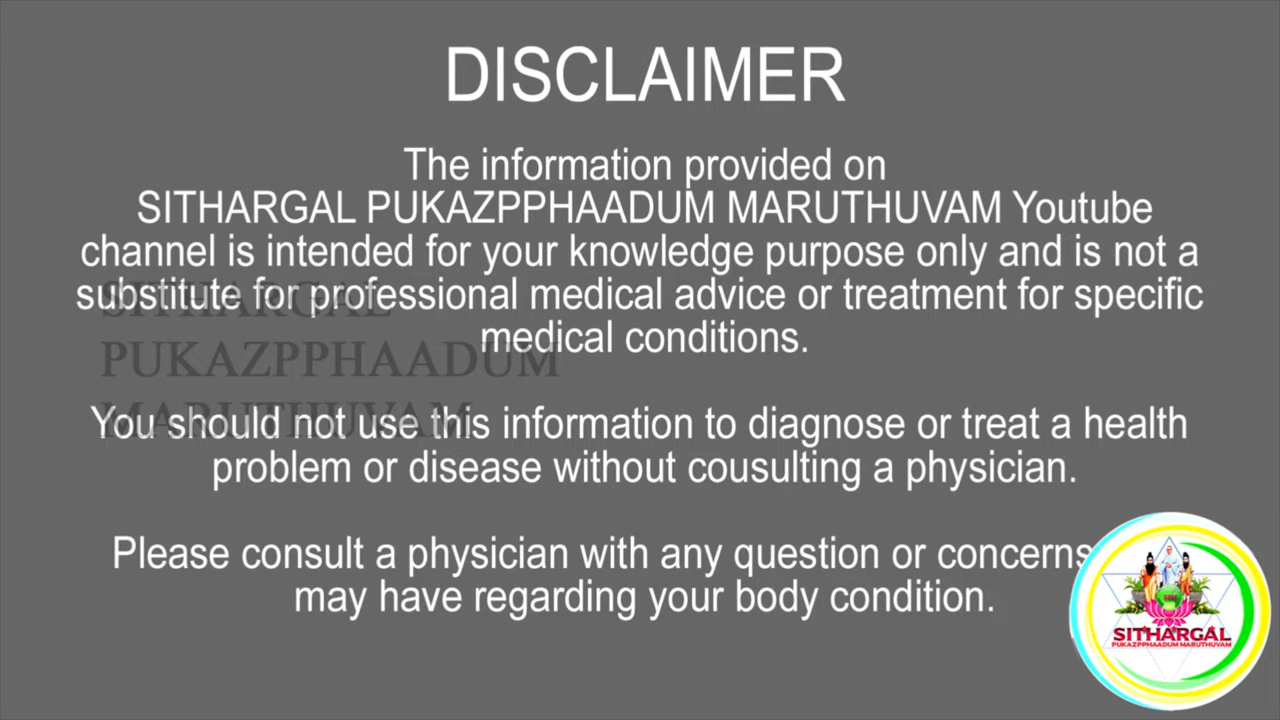 DISCLAIMER
The information provided on
SITHARGAL PUKAZPPHAADUM MARUTHUVAM Youtube
channel is intended for your knowledge purpose only and is not a
substitute for professional medical advice or treatment for specific
medical conditions.
SITHARGAL
PUKAZPPHAADUM
MARUTHUVAM
You should not use this information to diagnose or treat a health
problem or disease without cousulting a physician.
Please consult a physician with any question or concerns
may have regarding your body condition.
SITHARGAL
PUKAZPPHAADUM MARUTHUVAM